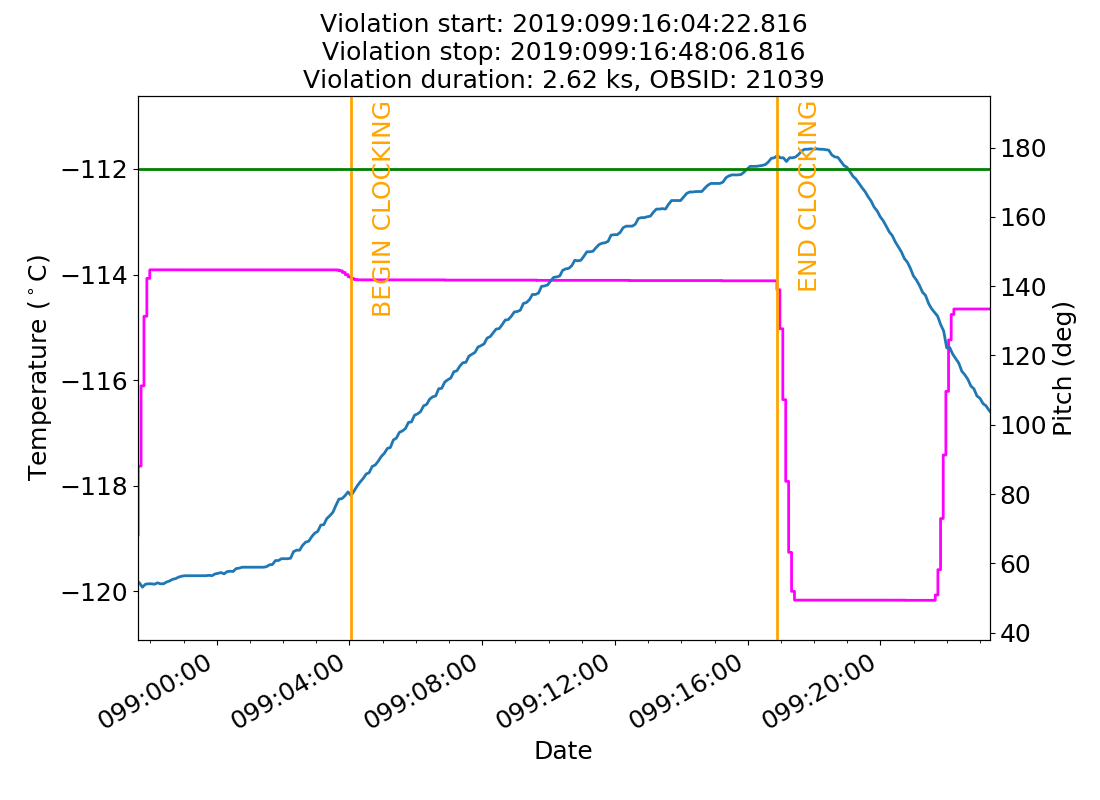 Violation start: 2019:099:16:04:22.816
Violation stop: 2019:099:16:48:06.816
Violation duration: 2.62 ks, OBSID: 21039
BEGIN CLOCKING
END CLOCKING
−112
−114
−116
−118
−120
Temperature (°C)
180
160
140
120
100
80
60
40
Pitch (deg)
099:00:00
099:04:00
099:08:00
099:12:00
099:16:00
099:20:00
Date